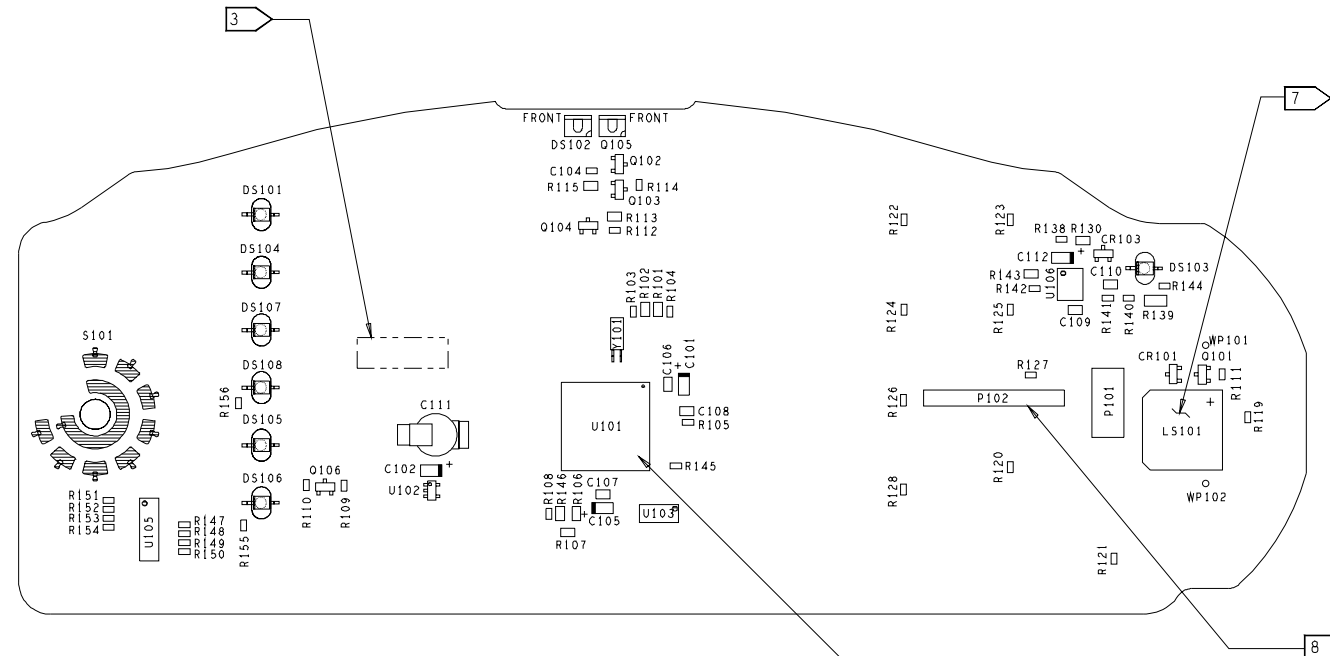 3
7
FRONT FRONT
DS102 Q105
Q102
C104
R115 R114
Q103
DS101
R113
Q104 R112
R122
R123
R138 R130
CR103
DS104
C112 +
C110
DS103
R143
U106
R142
R144
R103
R102
R101
R104
DS107
R124
R125
C109
R141
R140
R139
S101
Y101
WP101
C106
+
C101
CR101 Q101
DS108
R127
R111
R156
R126
P102
P101
+
C111
C108
R105
U101
LS101
R119
DS105
C102 +
R145
R120
DS106
Q106
U102
C107
R128
WP102
R151
R152
R153
R154
U105
R110
R109
R108
R146
R106
+
C105
U103
R147
R148
R149
R150
R155
R107
R121
8